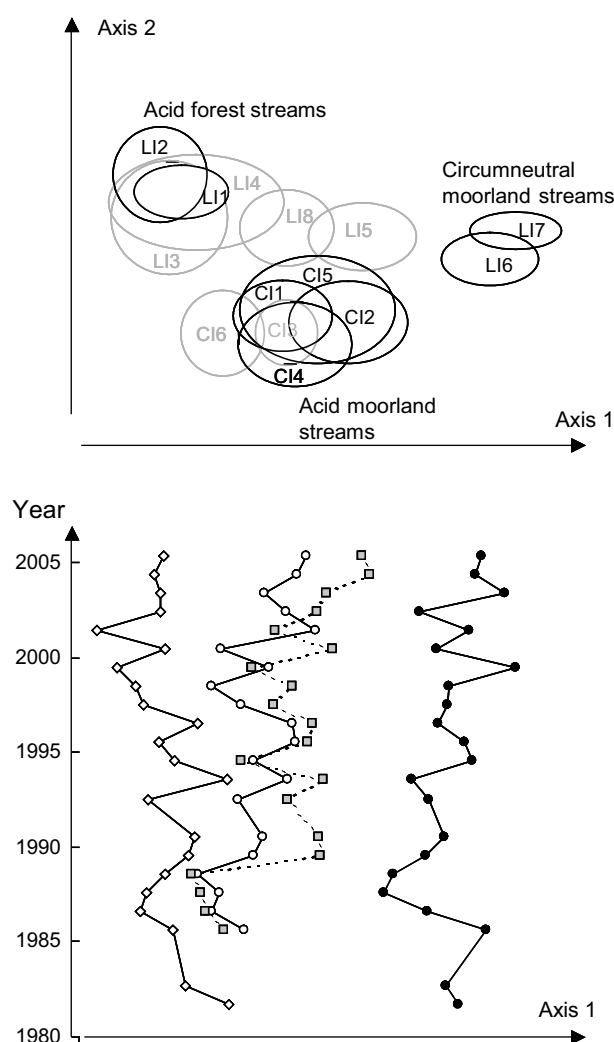 Axis 2
Acid forest streams
LI2
LI4
LI1
LI3
LI8
LI5
Circumneutral
moorland streams
LI7
LI6
CI5
CI1
CI2
CI3
CI6
CI4
Acid moorland
streams
Axis 1
Year
2005
2000
1995
1990
1985
1980
Axis 1